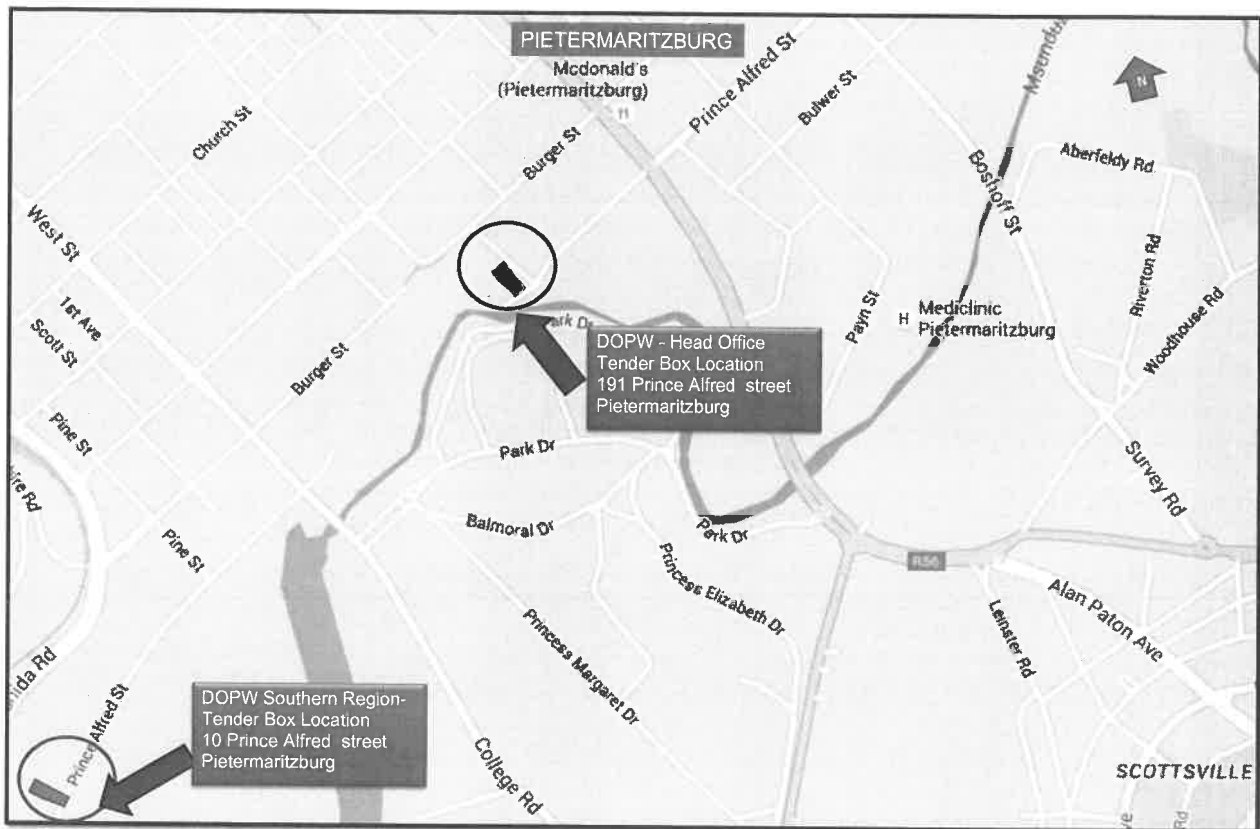 PIETERMARITZBURG
Mcdonald's
(Pietermaritzburg)
Prince Alfred St
Bulwer St
N
Church St
Burger St
Boshoff St
Aberfeldy Rd
West St
1st Ave
Scott St
Riverton Rd
Woodhouse Rd
Payn St
H
Mediclinic
Pietermaritzburg
DOPW - Head Office
Tender Box Location
191 Prince Alfred street
Pietermaritzburg
Burger St
Pine St
Park Dr
Survey Rd
Balmoral Dr
Park Dr
Pine St
R56
Princess Elizabeth Dr
Princess Margaret Dr
Leinster Rd
Alan Paton Ave
DOPW Southern Region-
Tender Box Location
10 Prince Alfred street
Pietermaritzburg
Prince Alfred St
College Rd
SCOTTSVILLE
Rd